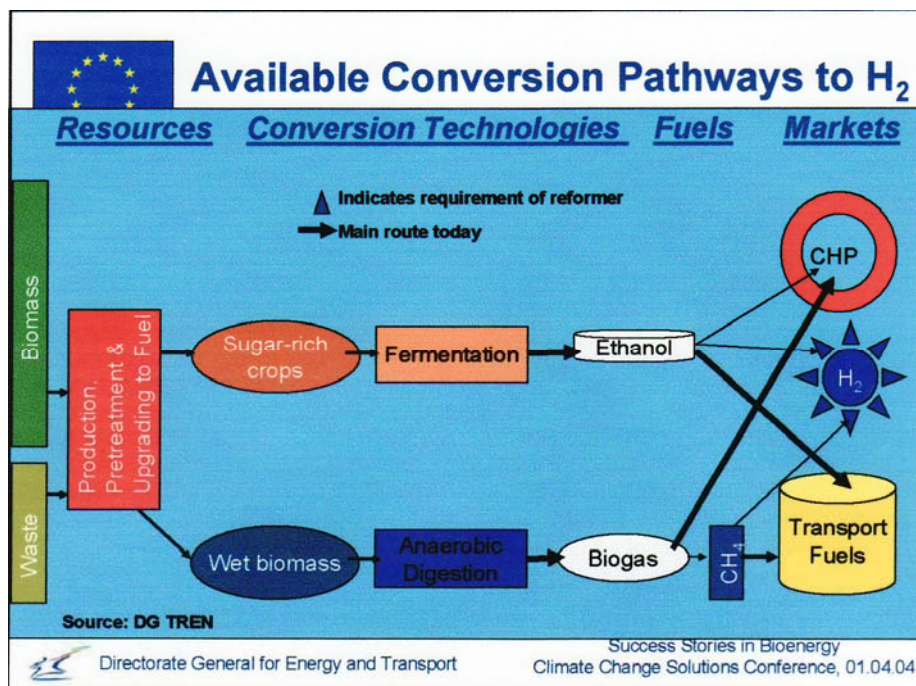 Available Conversion Pathways to H2
Resources
Conversion Technologies
Fuels
Markets
Indicates requirement of reformer
Main route today
Biomass
Waste
Production,
Pretreatment &
Upgrading to Fuel
Sugar-rich
crops
Fermentation
Ethanol
CHP
H2
Wet biomass
Anaerobic
Digestion
Biogas
CH4
Transport
Fuels
Source: DG TREN
Directorate General for Energy and Transport
Success Stories in Bioenergy
Climate Change Solutions Conference, 01.04.04